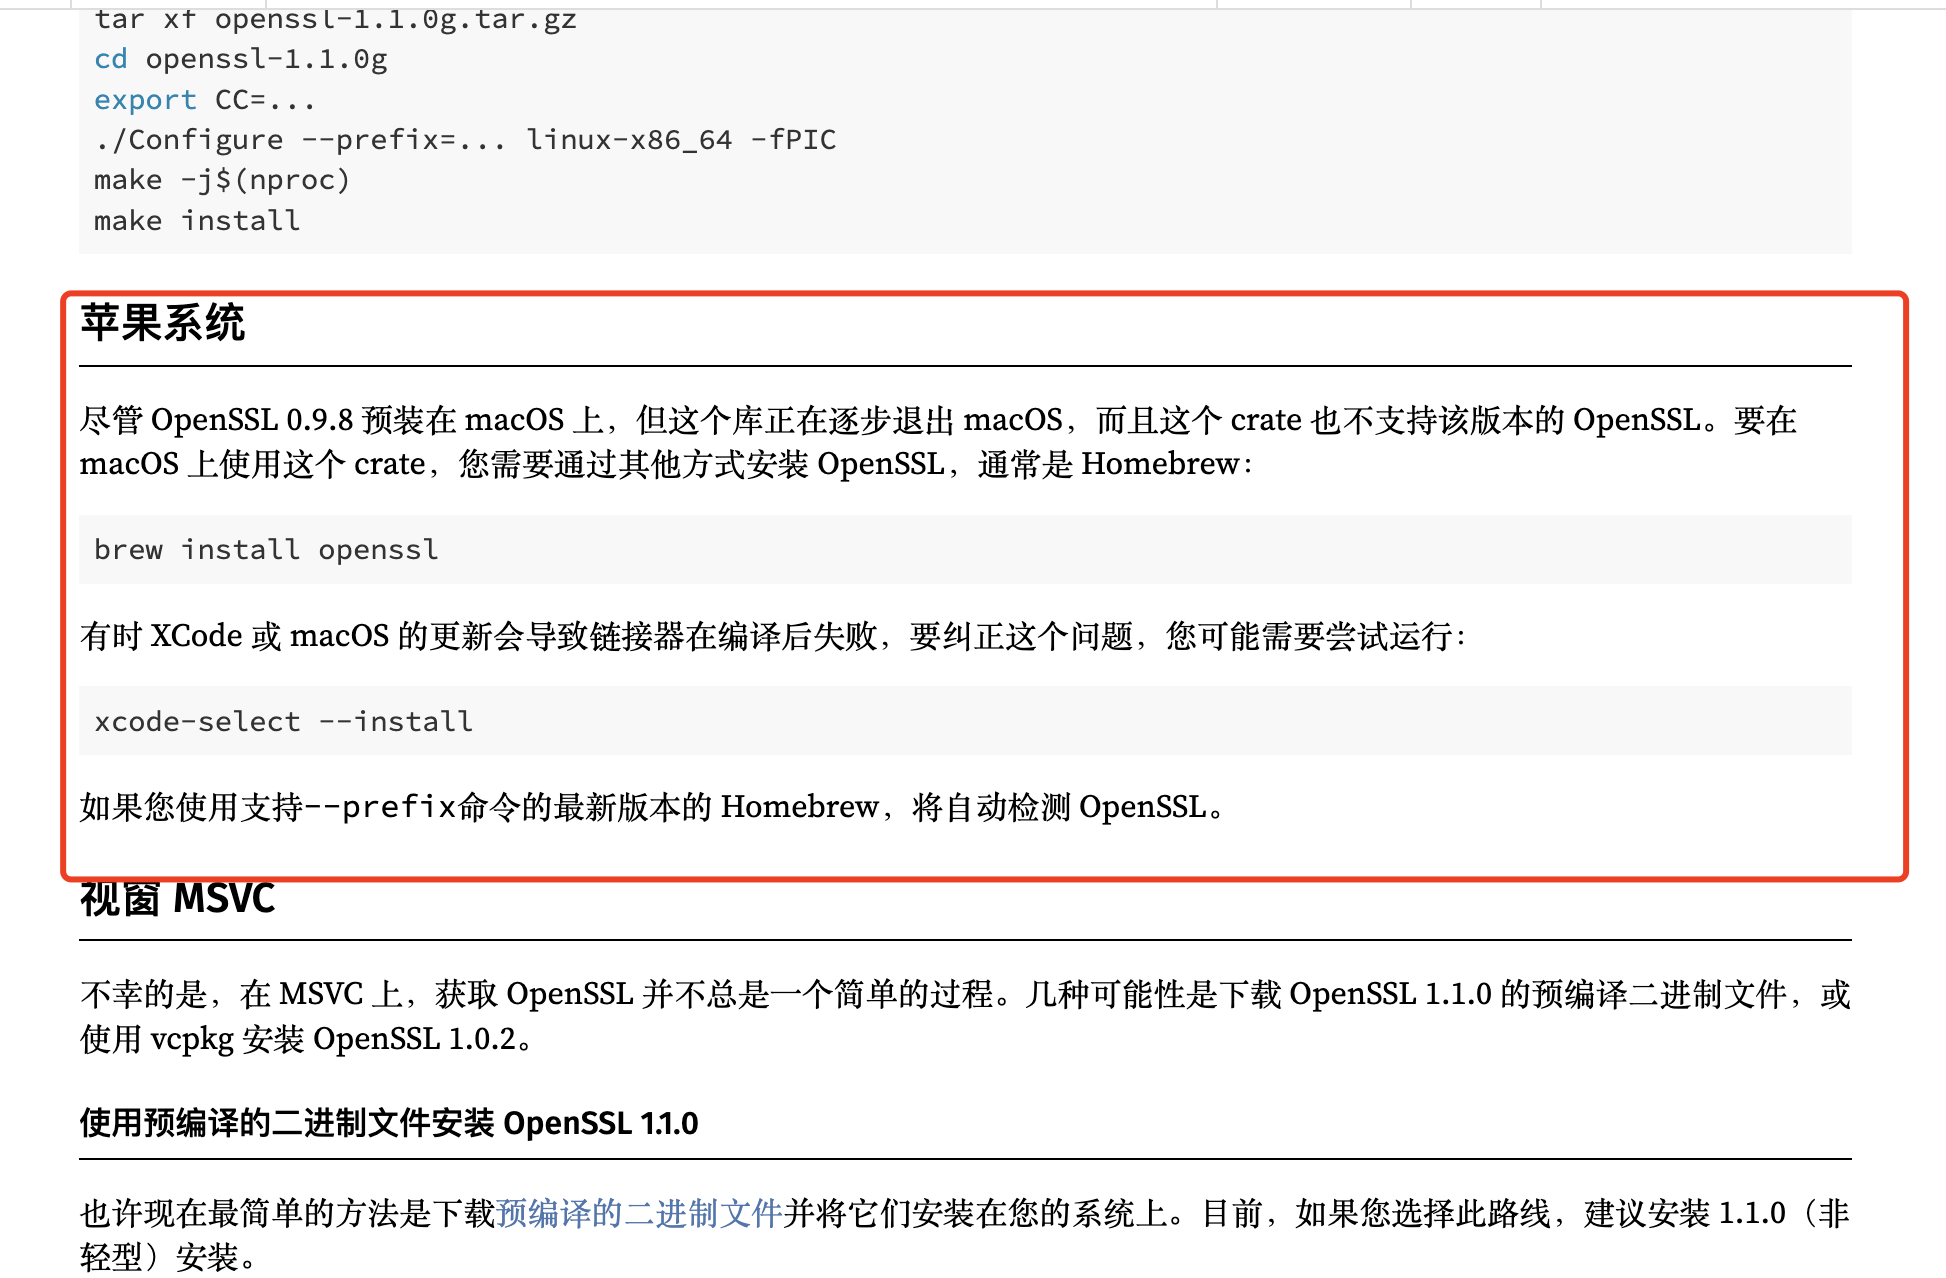 tar xf openssl-1.1.0g.tar.gz
cd openssl-1.1.0g
export CC=...
./Configure --prefix=... linux-x86_64 -fPIC
make -j$(nproc)
make install
苹果系统
尽管 OpenSSL 0.9.8 预装在 macOS 上，但这个库正在逐步退出 macOS，而且这个 crate 也不支持该版本的 OpenSSL。要在
macOS 上使用这个 crate，您需要通过其他方式安装 OpenSSL，通常是 Homebrew：
brew install openssl
有时 XCode 或 macOS 的更新会导致链接器在编译后失败，要纠正这个问题，您可能需要尝试运行：
xcode-select --install
如果您使用支持--prefix命令的最新版本的 Homebrew，将自动检测 OpenSSL。
视窗 MSVC
不幸的是，在 MSVC 上，获取 OpenSSL 并不总是一个简单的过程。几种可能性是下载 OpenSSL 1.1.0 的预编译二进制文件，或
使用 vcpkg 安装 OpenSSL 1.0.2。
使用预编译的二进制文件安装 OpenSSL 1.1.0
也许现在最简单的方法是下载预编译的二进制文件并将它们安装在您的系统上。目前，如果您选择此路线，建议安装 1.1.0（非
轻型）安装。